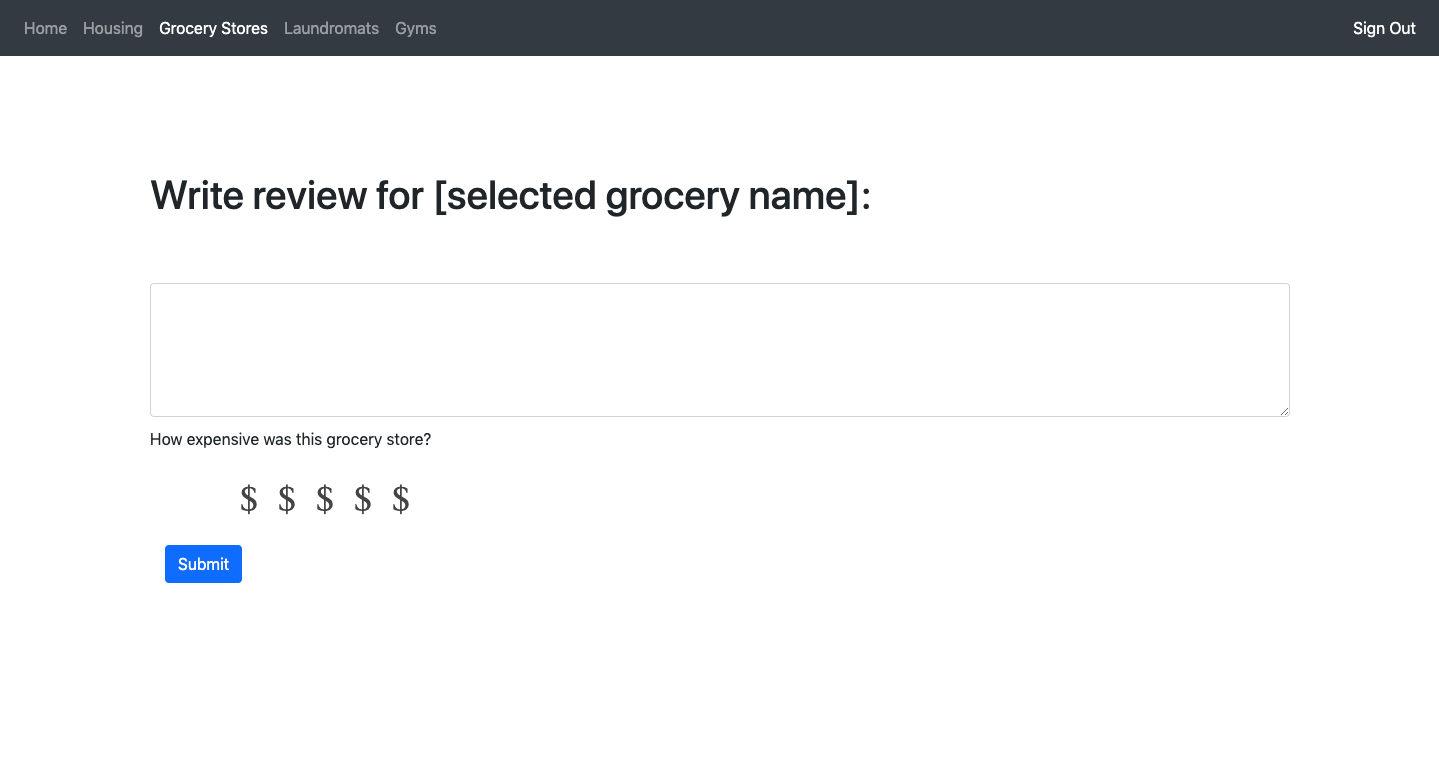 Home Housing Grocery Stores Laundromats Gyms Sign Out
Write review for [selected grocery name]:
How expensive was this grocery store?
$ $ $ $ $
Submit